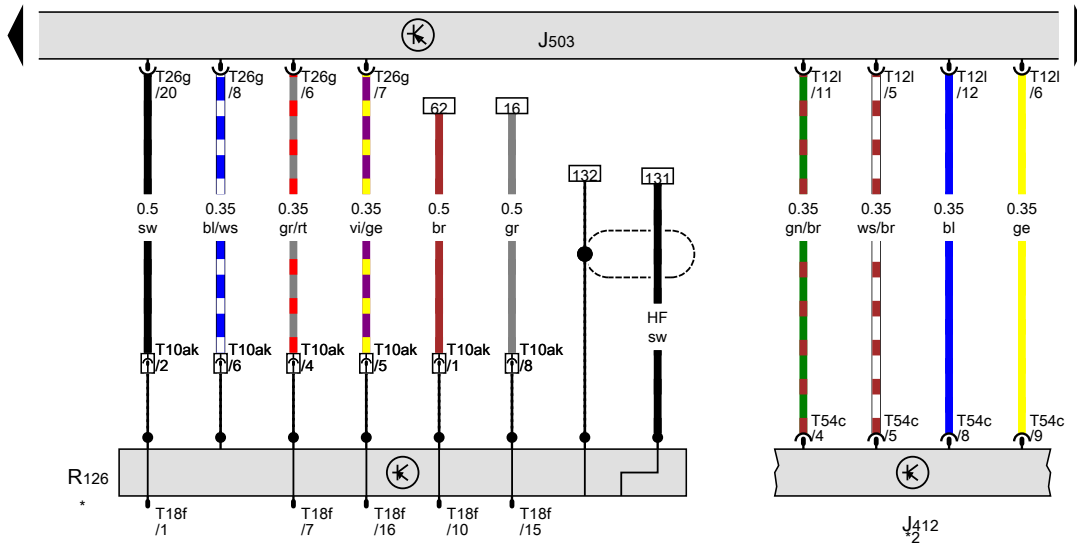 J503
T26g
/20
T26g
/8
T26g
/6
T26g
/7
T12l
/11
T12l
/5
T12l
/12
T12l
/6
62
16
132
131
0.5
sw
0.35
bl/ws
0.35
gr/rt
0.35
vi/ge
0.5
br
0.5
gr
0.35
gn/br
0.35
ws/br
0.35
bl
0.35
ge
HF
sw
T10ak
/2
T10ak
/6
T10ak
/4
T10ak
/5
T10ak
/1
T10ak
/8
T54c
/4
T54c
/5
T54c
/8
T54c
/9
R126
*
T18f
/1
T18f
/7
T18f
/16
T18f
/10
T18f
/15
J412
*2